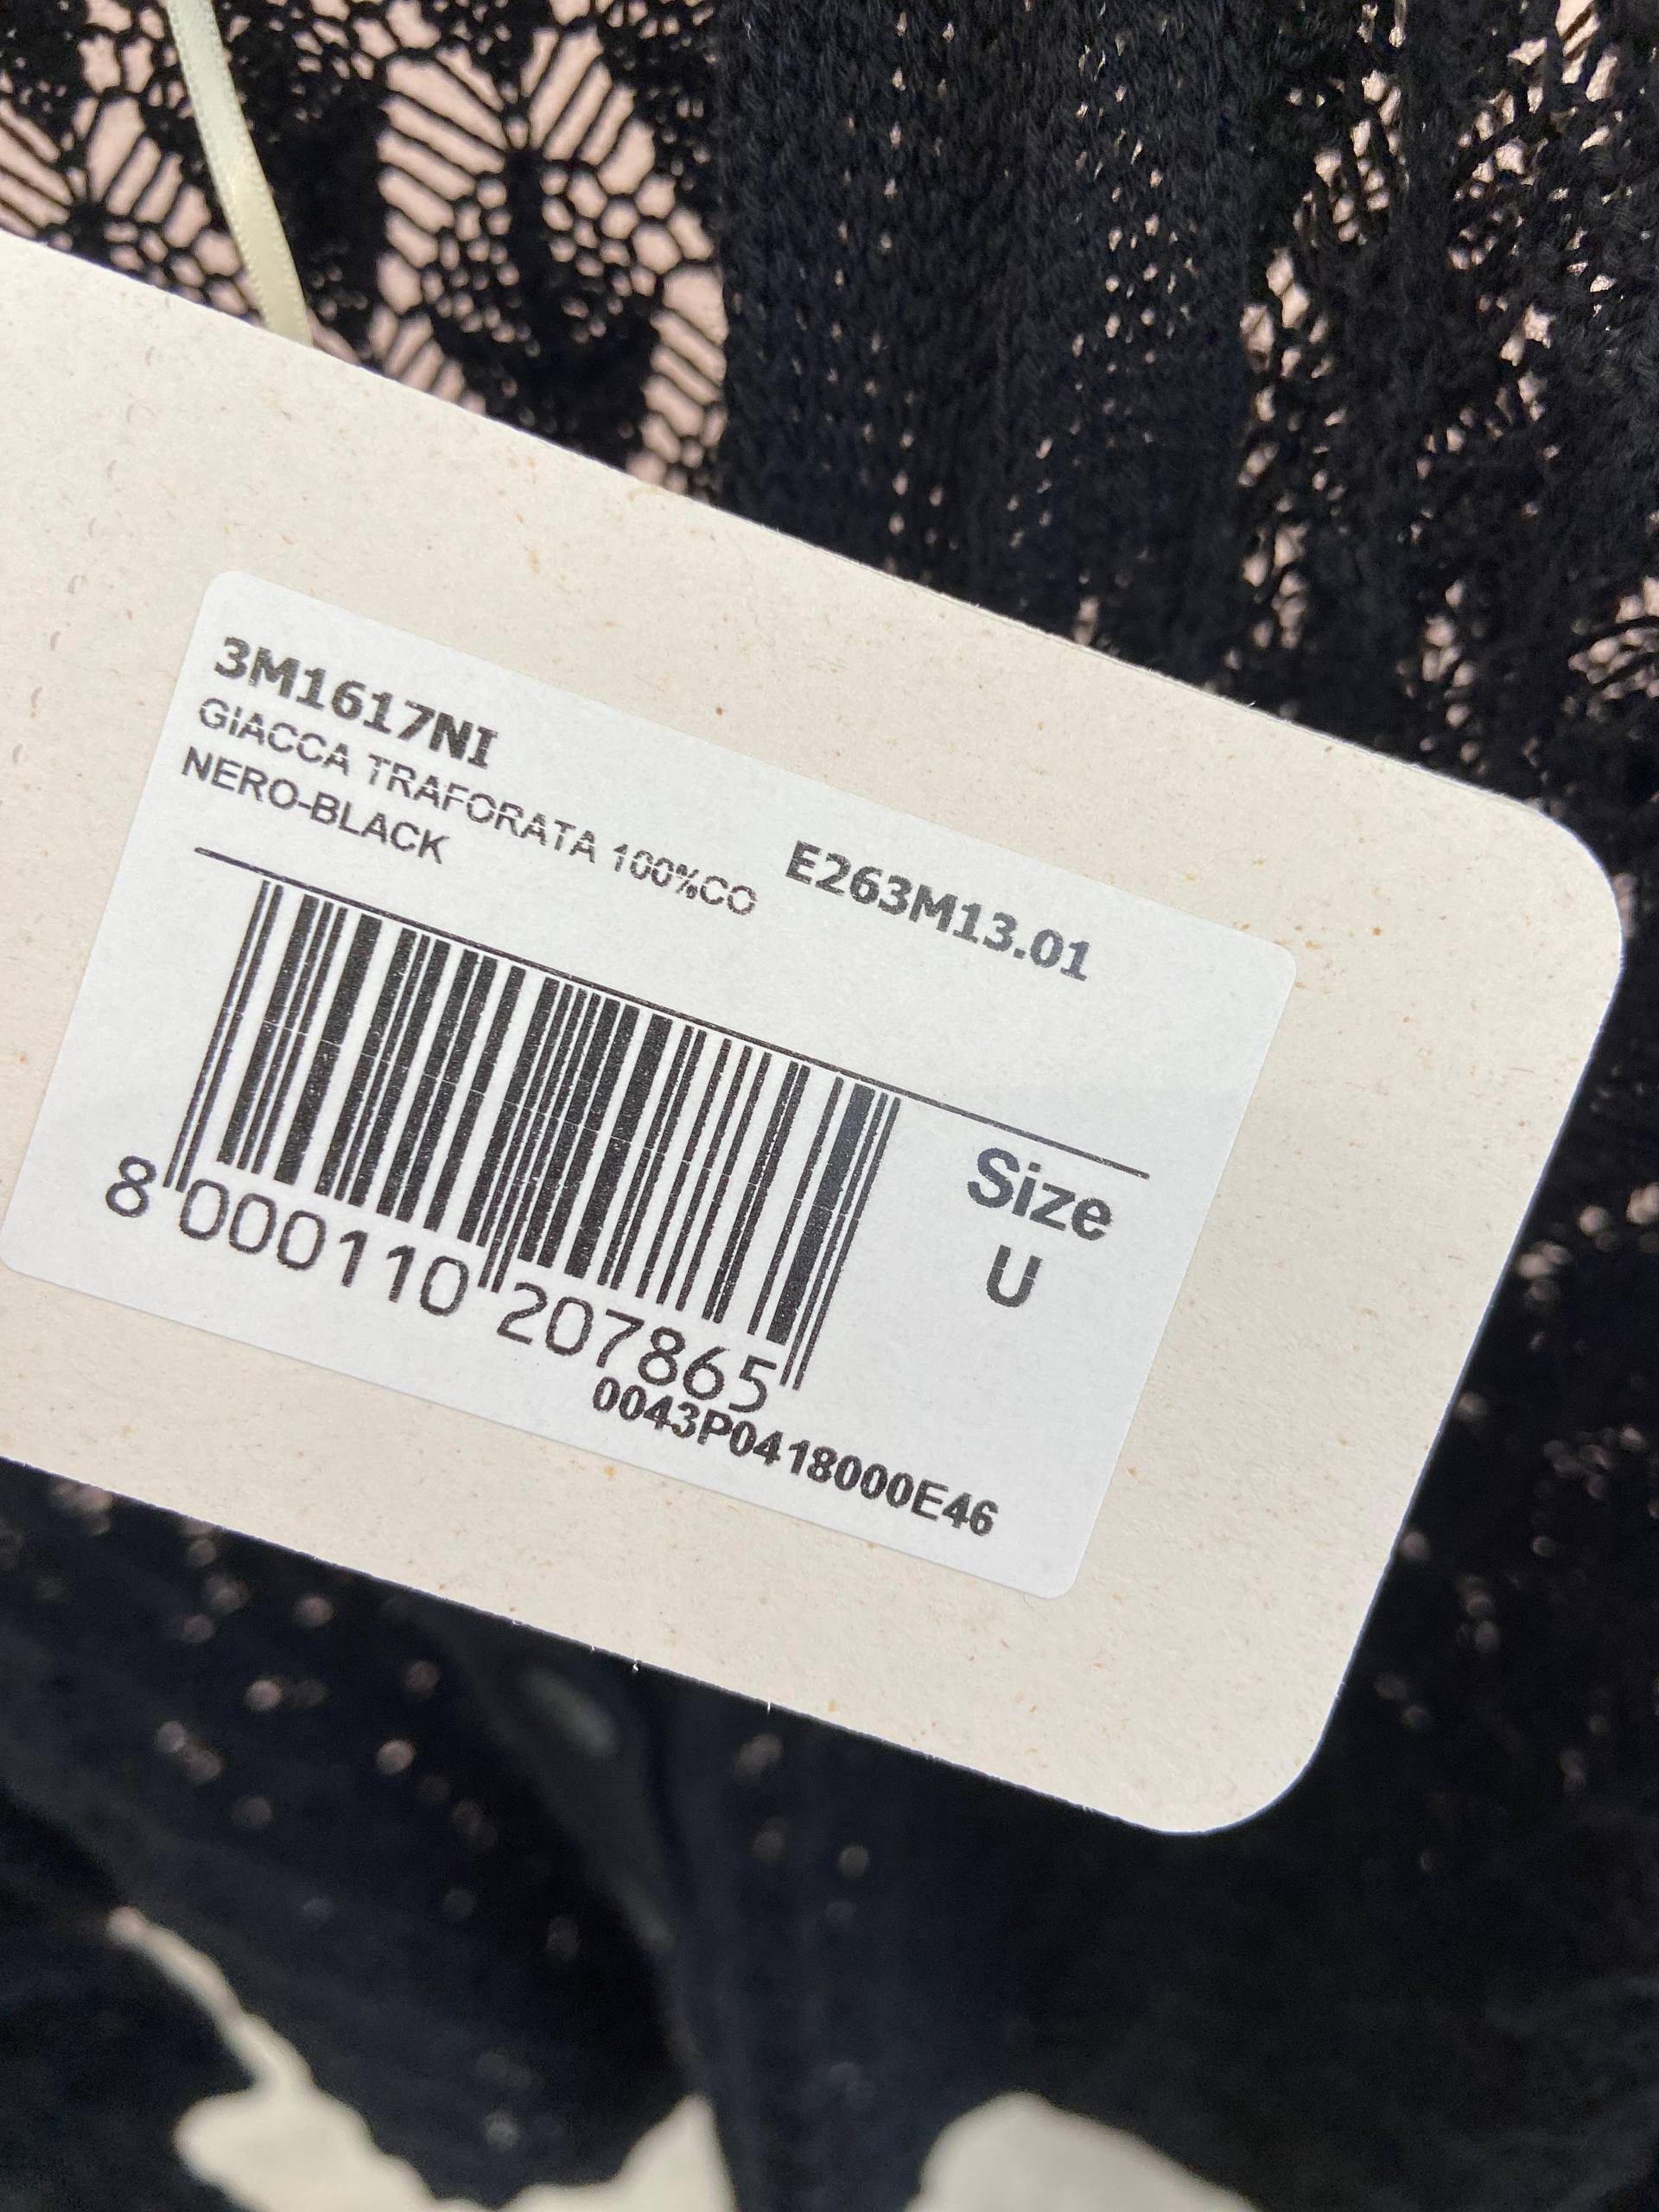 3M1617NI
GIACCA TRAFORATA 100%CO
NERO-BLACK
E263M13.01
Size
U
8 000110 207865
0043P0418000E46